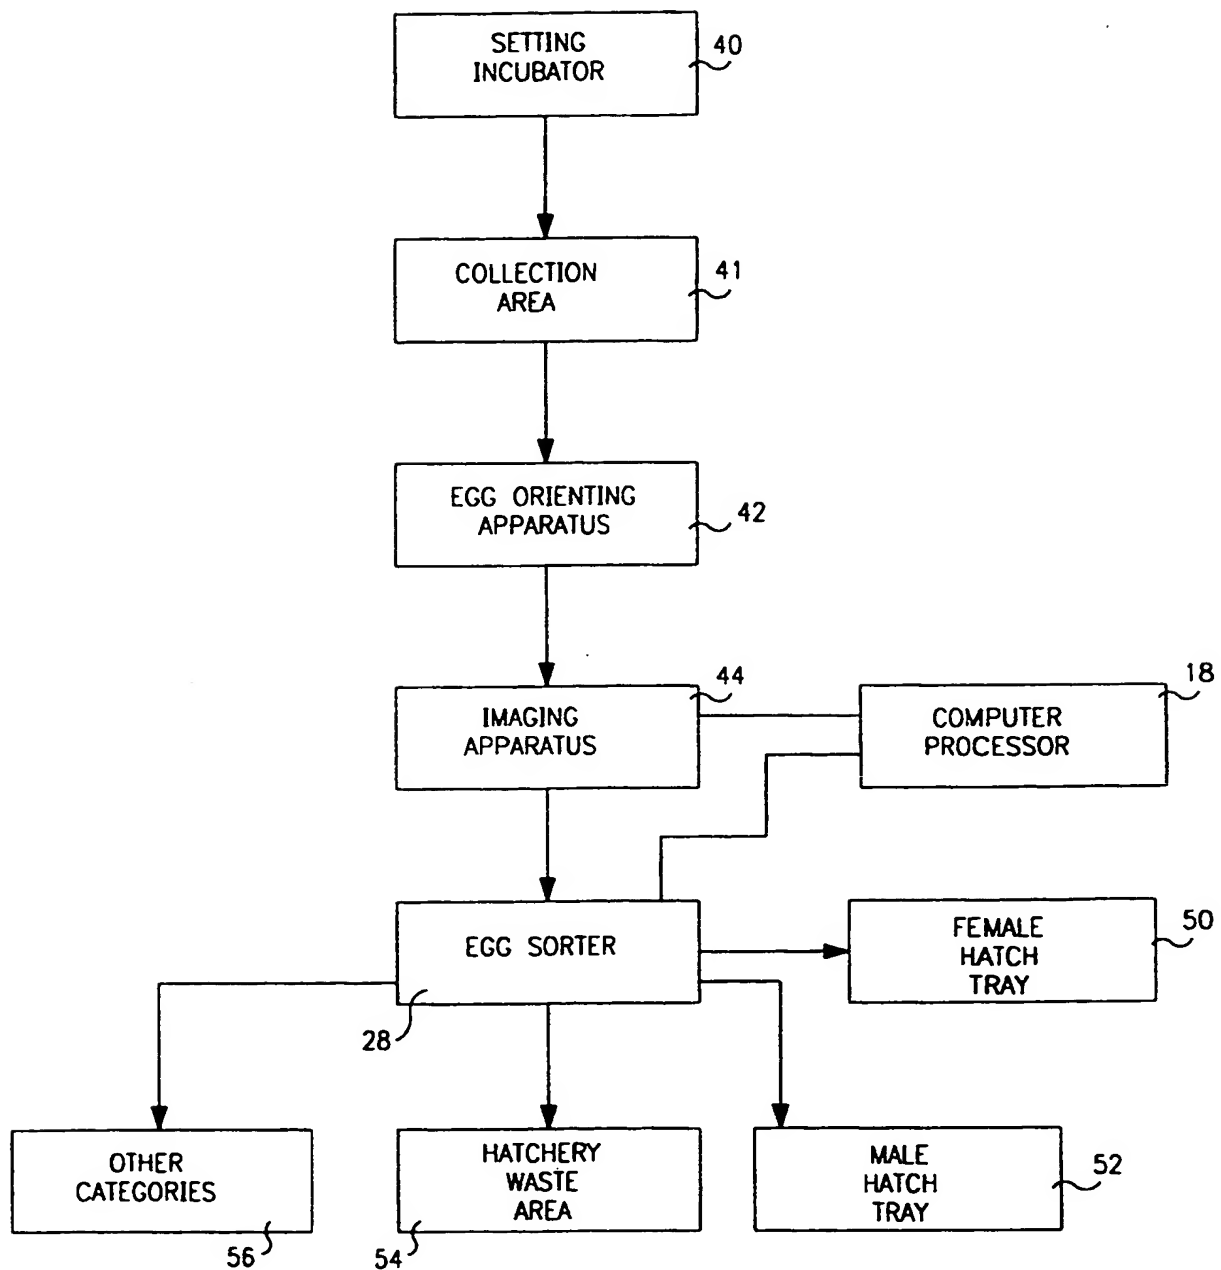 SETTING
INCUBATOR
40
COLLECTION
AREA
41
EGG ORIENTING
APPARATUS
42
IMAGING
APPARATUS
44
COMPUTER
PROCESSOR
18
EGG SORTER
28
FEMALE
HATCH
TRAY
50
OTHER
CATEGORIES
56
HATCHERY
WASTE
AREA
54
MALE
HATCH
TRAY
52